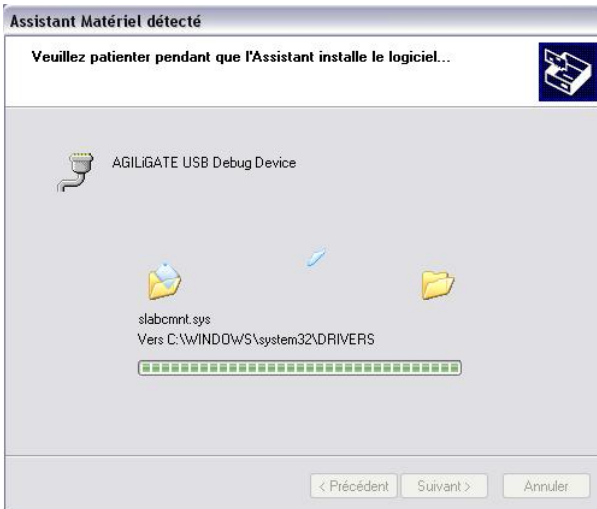 Assistant Matériel détecté
Veuillez patienter pendant que l'Assistant installe le logiciel...
AGILiGATE USB Debug Device
slabcmnt.sys
Vers C:\WINDOWS\system32\DRIVERS
< Précédent
Suivant >
Annuler